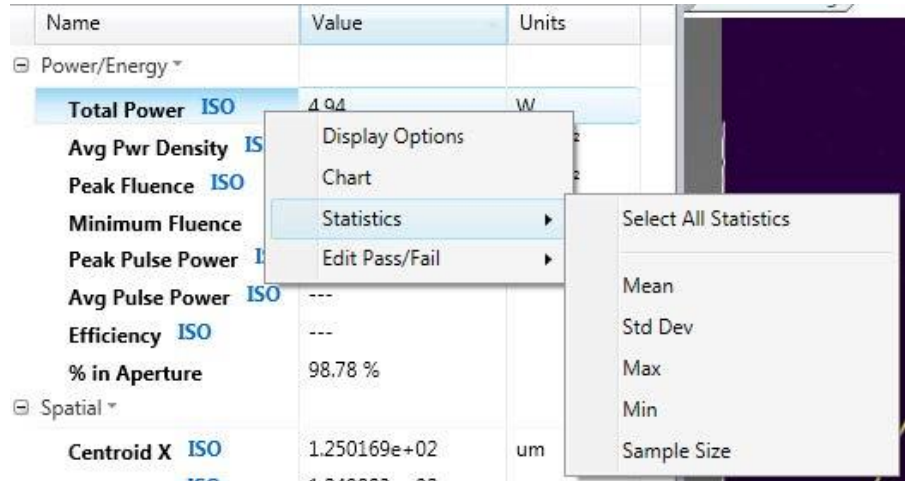 Name Value Units
Power/Energy
Total Power ISO 4.94 W
Display Options
Avg Pwr Density IS
Chart
Peak Fluence ISO
Statistics
Select All Statistics
Minimum Fluence
Edit Pass/Fail
Peak Pulse Power
Mean
Avg Pulse Power ISO ---
Std Dev
Efficiency ISO ---
Max
% in Aperture 98.78 %
Min
Spatial
Sample Size
Centroid X ISO 1.250169e+02 um